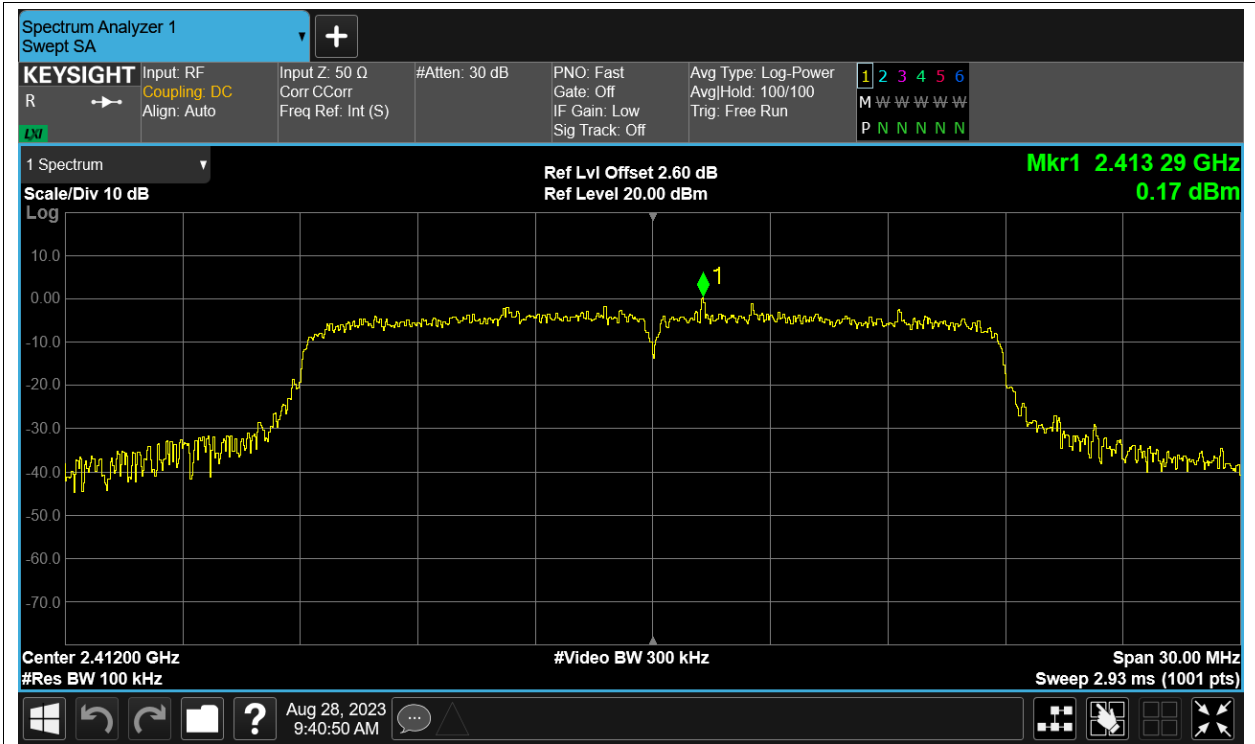 Spectrum Analyzer 1
Swept SA
KEYSIGHT
R
LXI
Input: RF
Coupling: DC
Align: Auto
Input Z: 50 Ω
Corr CCorr
Freq Ref: Int (S)
#Atten: 30 dB
PNO: Fast
Gate: Off
IF Gain: Low
Sig Track: Off
Avg Type: Log-Power
Avg|Hold: 100/100
Trig: Free Run
1 2 3 4 5 6
M W W W W W
P N N N N N
1 Spectrum
Scale/Div 10 dB
Log
Ref Lvl Offset 2.60 dB
Ref Level 20.00 dBm
Mkr1 2.413 29 GHz
0.17 dBm
10.0
0.00
-10.0
-20.0
-30.0
-40.0
-50.0
-60.0
-70.0
1
Center 2.41200 GHz
#Res BW 100 kHz
#Video BW 300 kHz
Span 30.00 MHz
Sweep 2.93 ms (1001 pts)
?
Aug 28, 2023
9:40:50 AM